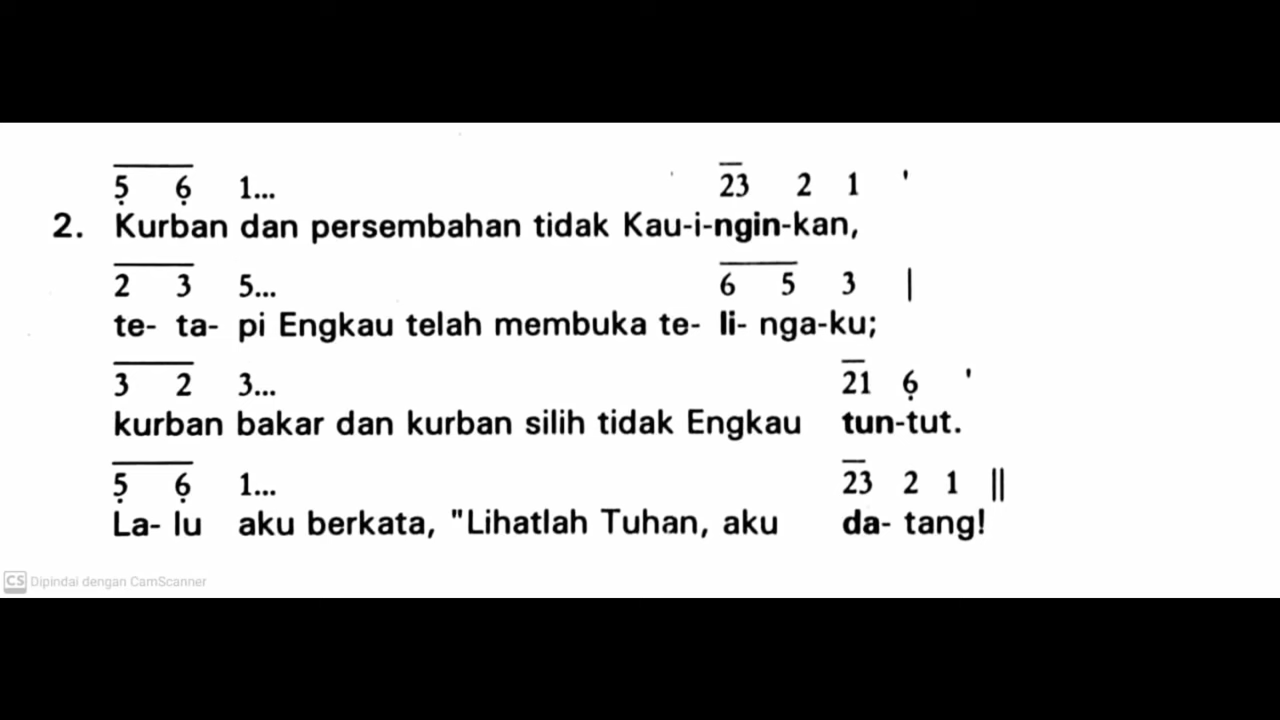 5̣ 6̣ 1... 23 2 1 '
2. Kurban dan persembahan tidak Kau-i-ngin-kan,
2 3 5... 6 5 3 |
te- ta- pi Engkau telah membuka te- li- nga-ku;
3 2 3... 21 6̣ '
kurban bakar dan kurban silih tidak Engkau tun-tut.
5̣ 6̣ 1... 23 2 1 ||
La- lu aku berkata, "Lihatlah Tuhan, aku da- tang!
CS Dipindai dengan CamScanner